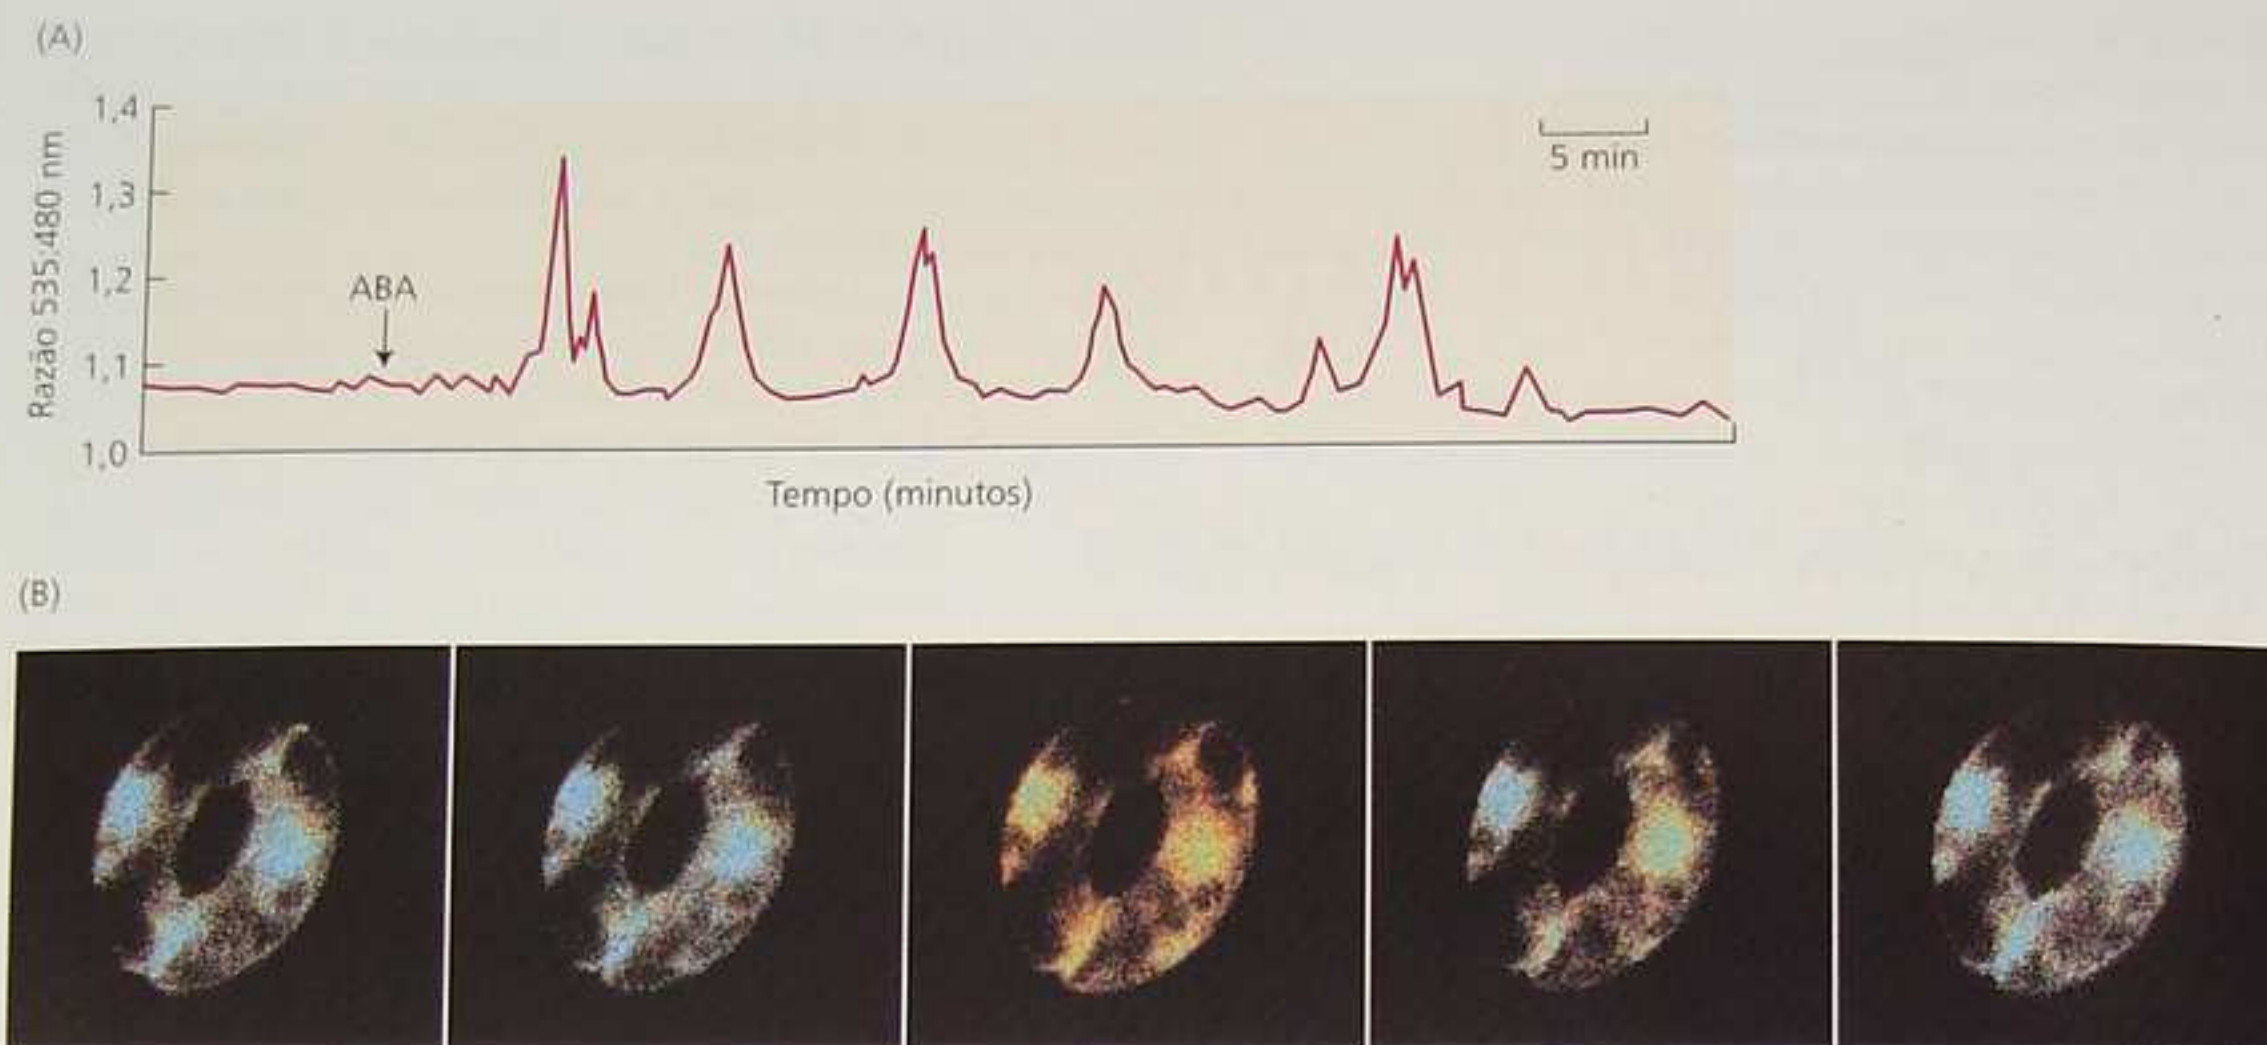 (A)
1,4
1,3
1,2
1,1
1,0
Razão 535:480 nm
ABA
5 min
Tempo (minutos)
(B)